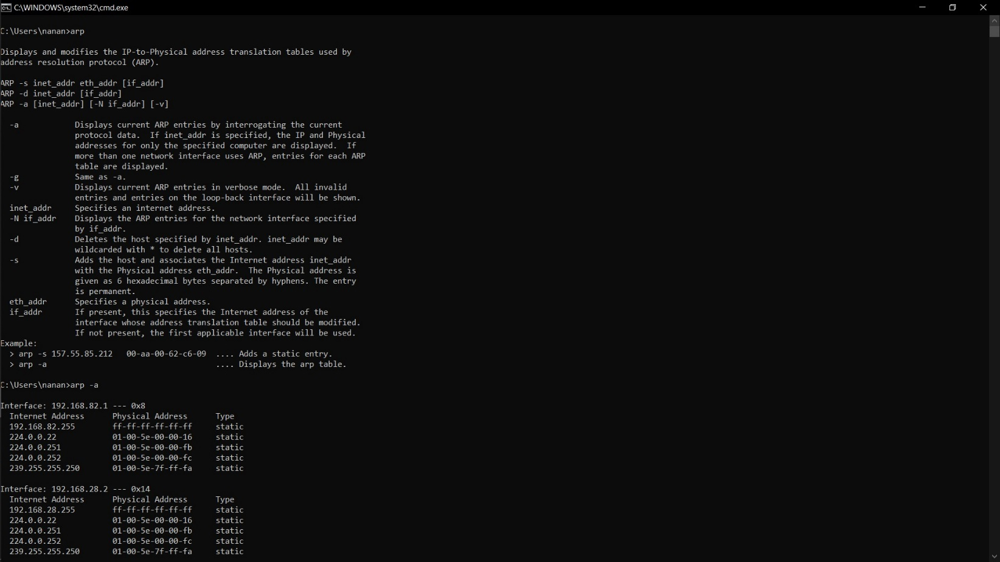 C:\WINDOWS\system32\cmd.exe
C:\Users\nanan>arp
Displays and modifies the IP-to-Physical address translation tables used by
address resolution protocol (ARP).
ARP -s inet_addr eth_addr [if_addr]
ARP -d inet_addr [if_addr]
ARP -a [inet_addr] [-N if_addr] [-v]
-a Displays current ARP entries by interrogating the current
protocol data. If inet_addr is specified, the IP and Physical
addresses for only the specified computer are displayed. If
more than one network interface uses ARP, entries for each ARP
table are displayed.
-g Same as -a.
-v Displays current ARP entries in verbose mode. All invalid
entries and entries on the loop-back interface will be shown.
inet_addr Specifies an internet address.
-N if_addr Displays the ARP entries for the network interface specified
by if_addr.
-d Deletes the host specified by inet_addr. inet_addr may be
wildcarded with * to delete all hosts.
-s Adds the host and associates the Internet address inet_addr
with the Physical address eth_addr. The Physical address is
given as 6 hexadecimal bytes separated by hyphens. The entry
is permanent.
eth_addr Specifies a physical address.
if_addr If present, this specifies the Internet address of the
interface whose address translation table should be modified.
If not present, the first applicable interface will be used.
Example:
> arp -s 157.55.85.212 00-aa-00-62-c6-09 .... Adds a static entry.
> arp -a .... Displays the arp table.
C:\Users\nanan>arp -a
Interface: 192.168.82.1 --- 0x8
Internet Address Physical Address Type
192.168.82.255 ff-ff-ff-ff-ff-ff static
224.0.0.22 01-00-5e-00-00-16 static
224.0.0.251 01-00-5e-00-00-fb static
224.0.0.252 01-00-5e-00-00-fc static
239.255.255.250 01-00-5e-7f-ff-fa static
Interface: 192.168.28.2 --- 0x14
Internet Address Physical Address Type
192.168.28.255 ff-ff-ff-ff-ff-ff static
224.0.0.22 01-00-5e-00-00-16 static
224.0.0.251 01-00-5e-00-00-fb static
224.0.0.252 01-00-5e-00-00-fc static
239.255.255.250 01-00-5e-7f-ff-fa static